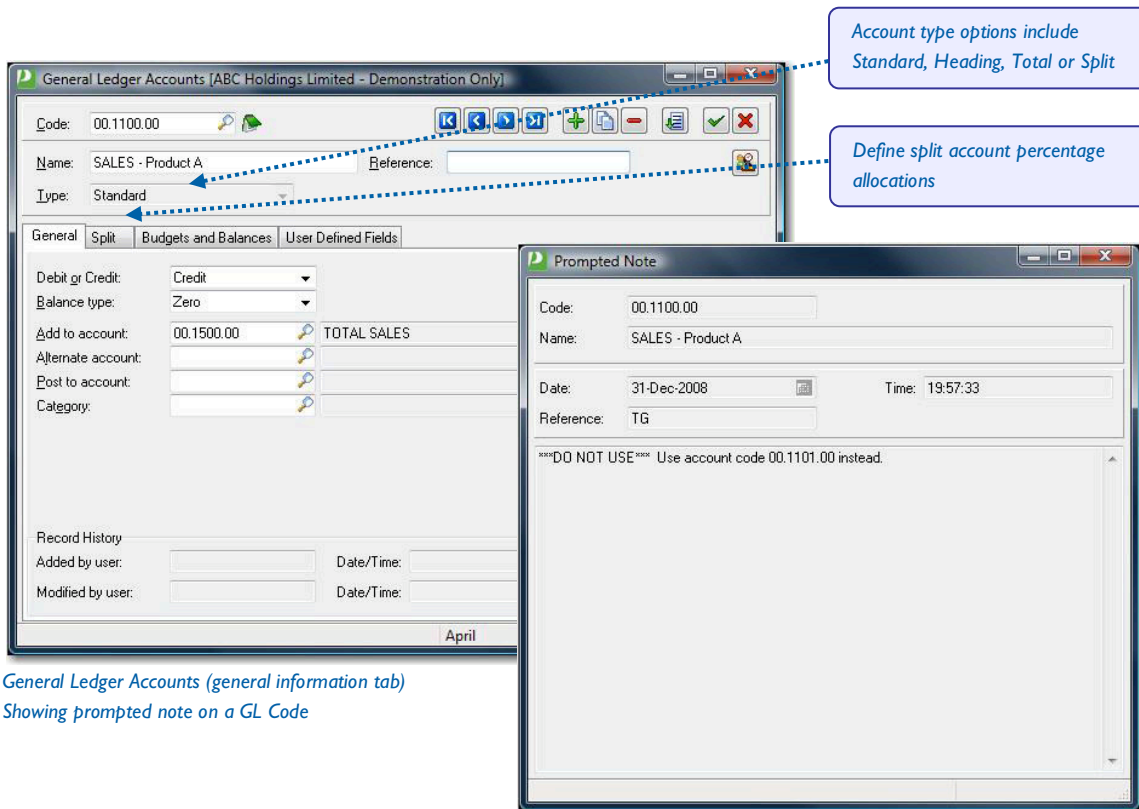 Account type options include
Standard, Heading, Total or Split
General Ledger Accounts [ABC Holdings Limited - Demonstration Only]
Code: 00.1100.00
Name: SALES - Product A Reference:
Type: Standard
Define split account percentage
allocations
General Split Budgets and Balances User Defined Fields
Debit or Credit: Credit
Balance type: Zero
Add to account: 00.1500.00 TOTAL SALES
Alternate account:
Post to account:
Category:
Record History
Added by user: Date/Time:
Modified by user: Date/Time:
April
Prompted Note
Code: 00.1100.00
Name: SALES - Product A
Date: 31-Dec-2008 Time: 19:57:33
Reference: TG
***DO NOT USE*** Use account code 00.1101.00 instead.
General Ledger Accounts (general information tab)
Showing prompted note on a GL Code